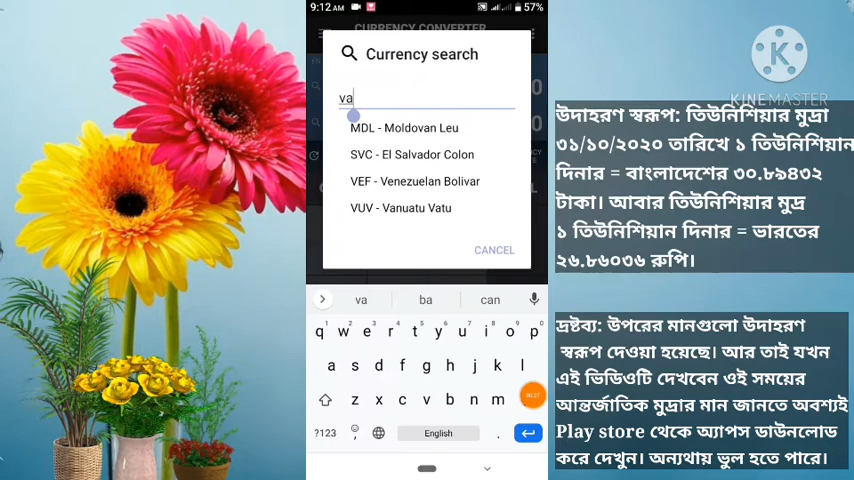 9:12 AM
57%
CURRENCY CONVERTER
Currency search
va
MDL - Moldovan Leu
SVC - El Salvador Colon
VEF - Venezuelan Bolivar
VUV - Vanuatu Vatu
CANCEL
va ba can
q w e r t y u i o p
a s d f g h j k l
z x c v b n m
00:27
?123 , English .
KINEMASTER
উদাহরণ স্বরূপ: তিউনিশিয়ার মুদ্রা
৩১/১০/২০২০ তারিখে ১ তিউনিশিয়ান
দিনার = বাংলাদেশের ৩০.৮৯৪৩২
টাকা। আবার তিউনিশিয়ার মুদ্র
১ তিউনিশিয়ান দিনার = ভারতের
২৬.৮৬০৩৬ রুপি।
দ্রষ্টব্য: উপরের মানগুলো উদাহরণ
স্বরূপ দেওয়া হয়েছে। আর তাই যখন
এই ভিডিওটি দেখবেন ওই সময়ের
আন্তর্জাতিক মুদ্রার মান জানতে অবশ্যই
Play store থেকে অ্যাপস ডাউনলোড
করে দেখুন। অন্যথায় ভুল হতে পারে।